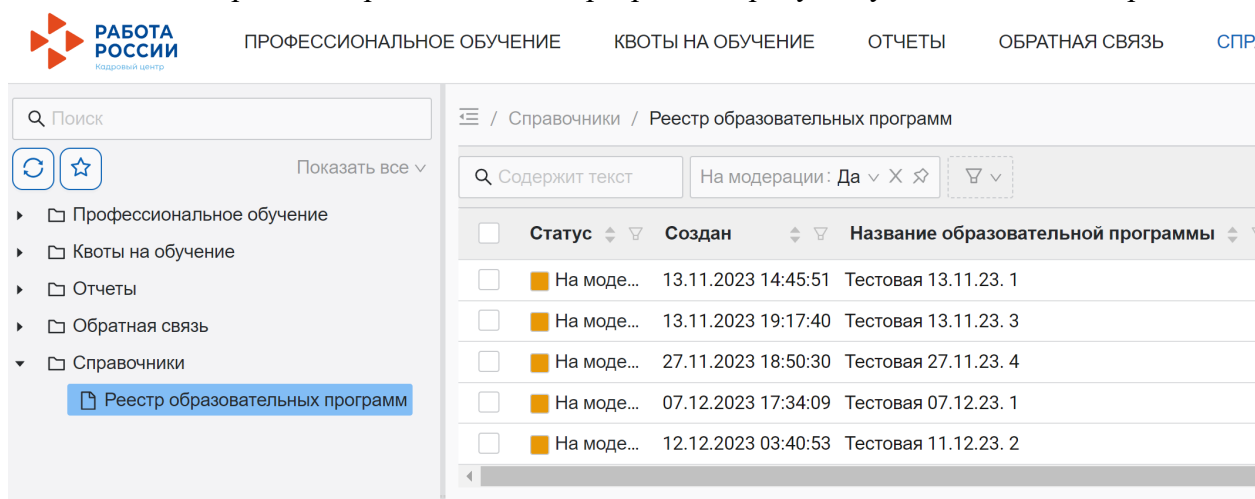 РАБОТА
РОССИИ
Кадровый центр
ПРОФЕССИОНАЛЬНОЕ ОБУЧЕНИЕ КВОТЫ НА ОБУЧЕНИЕ ОТЧЕТЫ ОБРАТНАЯ СВЯЗЬ СПР
Поиск
Показать все
Профессиональное обучение
Квоты на обучение
Отчеты
Обратная связь
Справочники
Реестр образовательных программ
/ Справочники / Реестр образовательных программ
Содержит текст На модерации: Да X
Статус Создан Название образовательной программы
На моде... 13.11.2023 14:45:51 Тестовая 13.11.23. 1
На моде... 13.11.2023 19:17:40 Тестовая 13.11.23. 3
На моде... 27.11.2023 18:50:30 Тестовая 27.11.23. 4
На моде... 07.12.2023 17:34:09 Тестовая 07.12.23. 1
На моде... 12.12.2023 03:40:53 Тестовая 11.12.23. 2